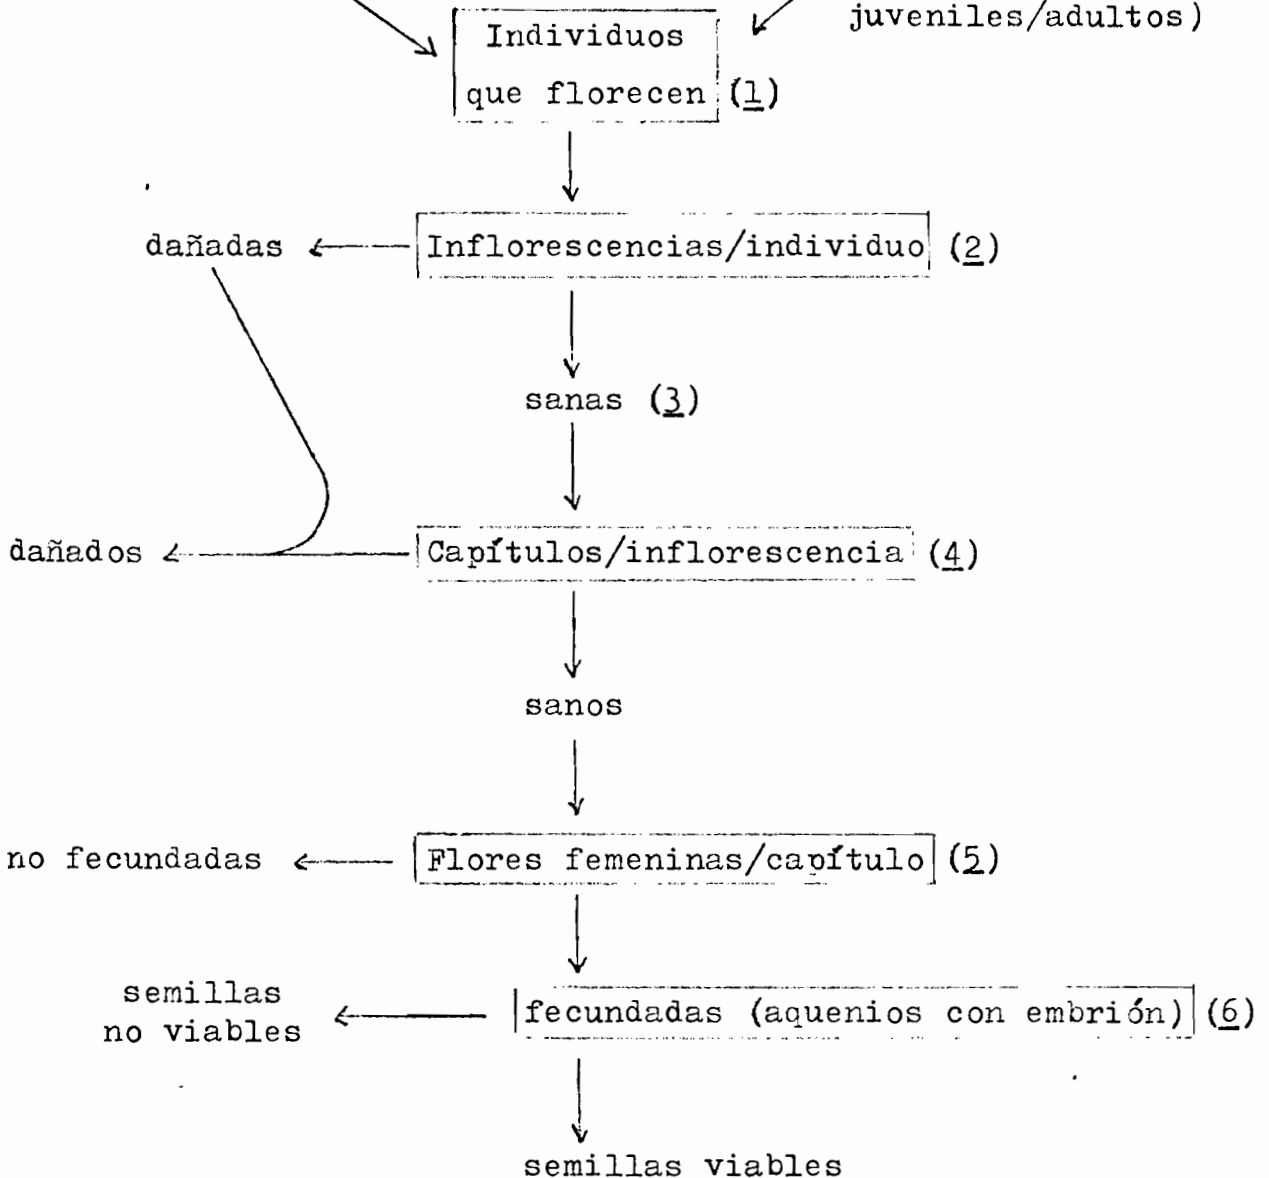 juveniles/adultos)
Individuos
que florecen (1)
dañadas
Inflorescencias/individuo (2)
sanas (3)
dañados
Capítulos/inflorescencia (4)
sanos
no fecundadas
Flores femeninas/capítulo (5)
semillas
no viables
fecundadas (aquenios con embrión) (6)
semillas viables